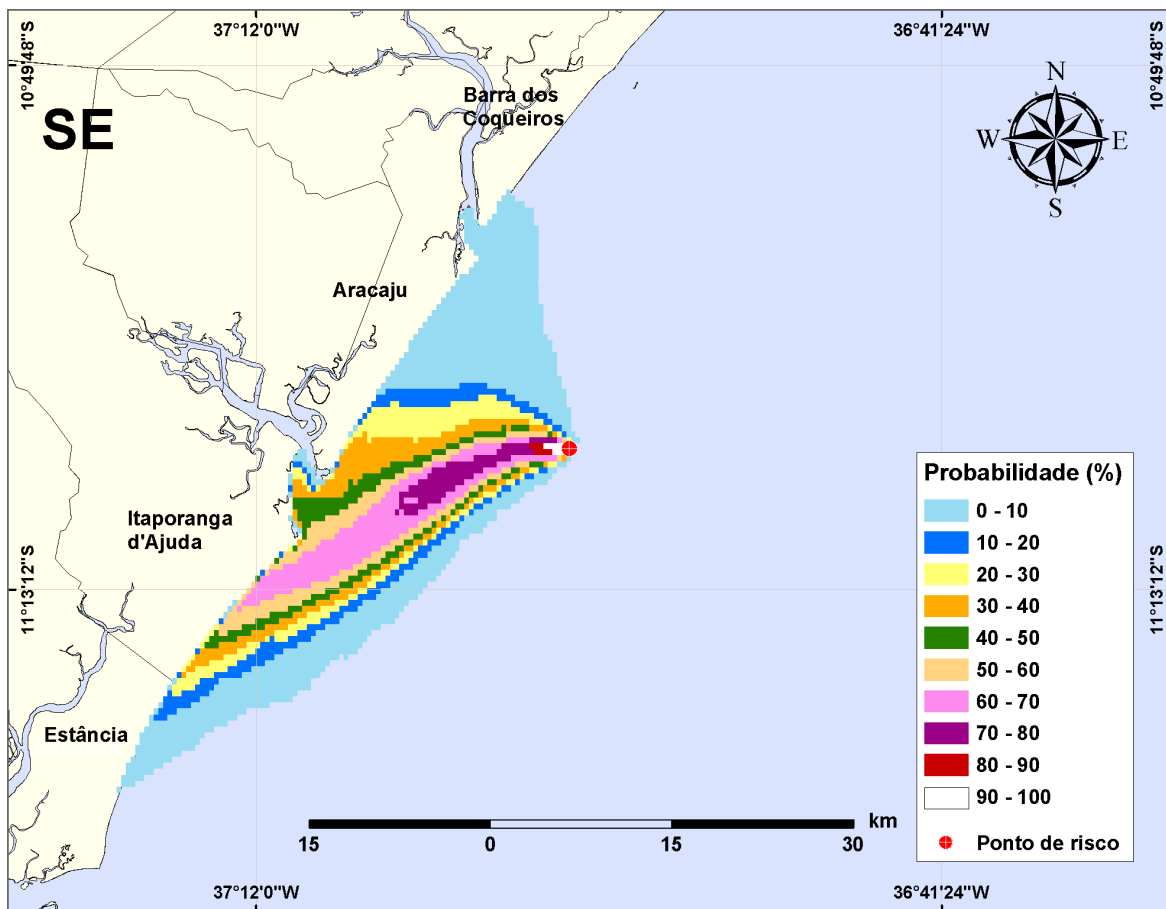 37°12'0"W
36°41'24"W
10°49'48"S
10°49'48"S
SE
Barra dos
Coqueiros
N
W
E
S
Aracaju
Itaporanga
d'Ajuda
Estância
11°13'12"S
11°13'12"S
Probabilidade (%)
0 - 10
10 - 20
20 - 30
30 - 40
40 - 50
50 - 60
60 - 70
70 - 80
80 - 90
90 - 100
Ponto de risco
km
15
0
15
30
37°12'0"W
36°41'24"W